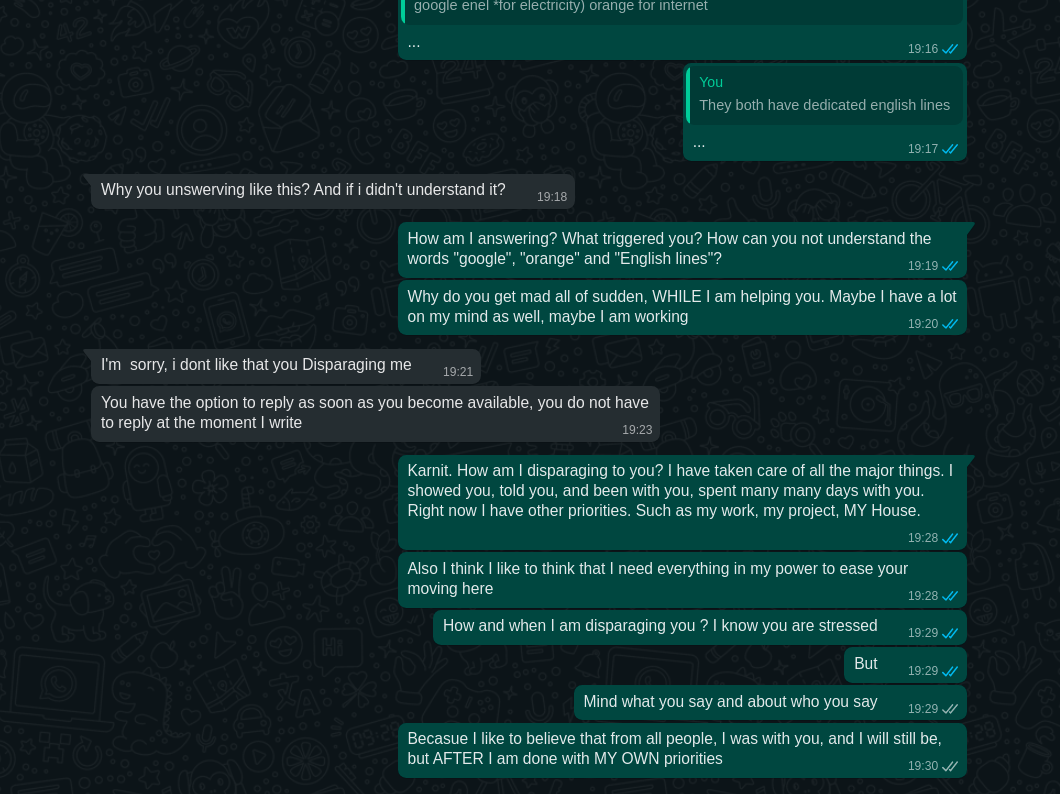 google enel *for electricity) orange for internet
...
19:16
You
They both have dedicated english lines
...
19:17
Why you unswerving like this? And if i didn't understand it?
19:18
How am I answering? What triggered you? How can you not understand the
words "google", "orange" and "English lines"?
19:19
Why do you get mad all of sudden, WHILE I am helping you. Maybe I have a lot
on my mind as well, maybe I am working
19:20
I'm  sorry, i dont like that you Disparaging me
19:21
You have the option to reply as soon as you become available, you do not have
to reply at the moment I write
19:23
Karnit. How am I disparaging to you? I have taken care of all the major things. I
showed you, told you, and been with you, spent many many days with you.
Right now I have other priorities. Such as my work, my project, MY House.
19:28
Also I think I like to think that I need everything in my power to ease your
moving here
19:28
How and when I am disparaging you ? I know you are stressed
19:29
But
19:29
Mind what you say and about who you say
19:29
Becasue I like to believe that from all people, I was with you, and I will still be,
but AFTER I am done with MY OWN priorities
19:30